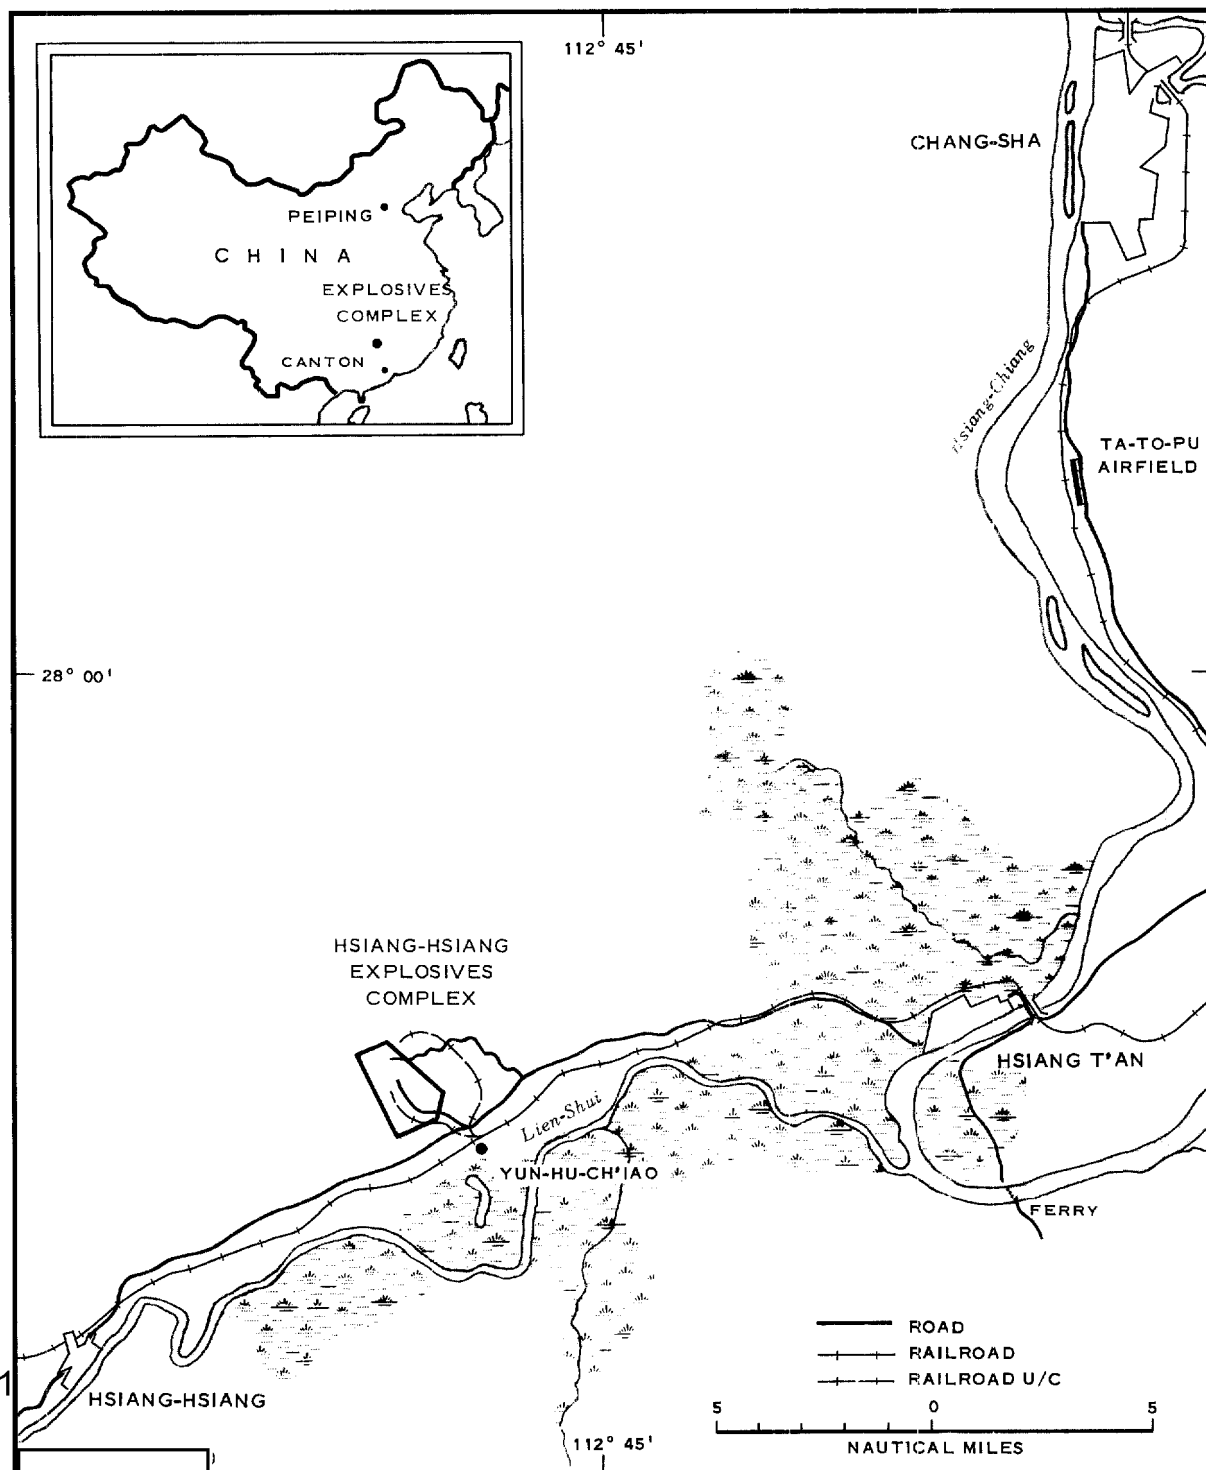 112° 45'
CHANG-SHA
PEIPING
CHINA
EXPLOSIVES
COMPLEX
CANTON
Hsiang-Chiang
TA-TO-PU
AIRFIELD
28° 00'
HSIANG-HSIANG
EXPLOSIVES
COMPLEX
HSIANG T'AN
Lien-Shui
YUN-HU-CH'IAO
FERRY
ROAD
RAILROAD
RAILROAD U/C
HSIANG-HSIANG
5 0 5
NAUTICAL MILES
112° 45'